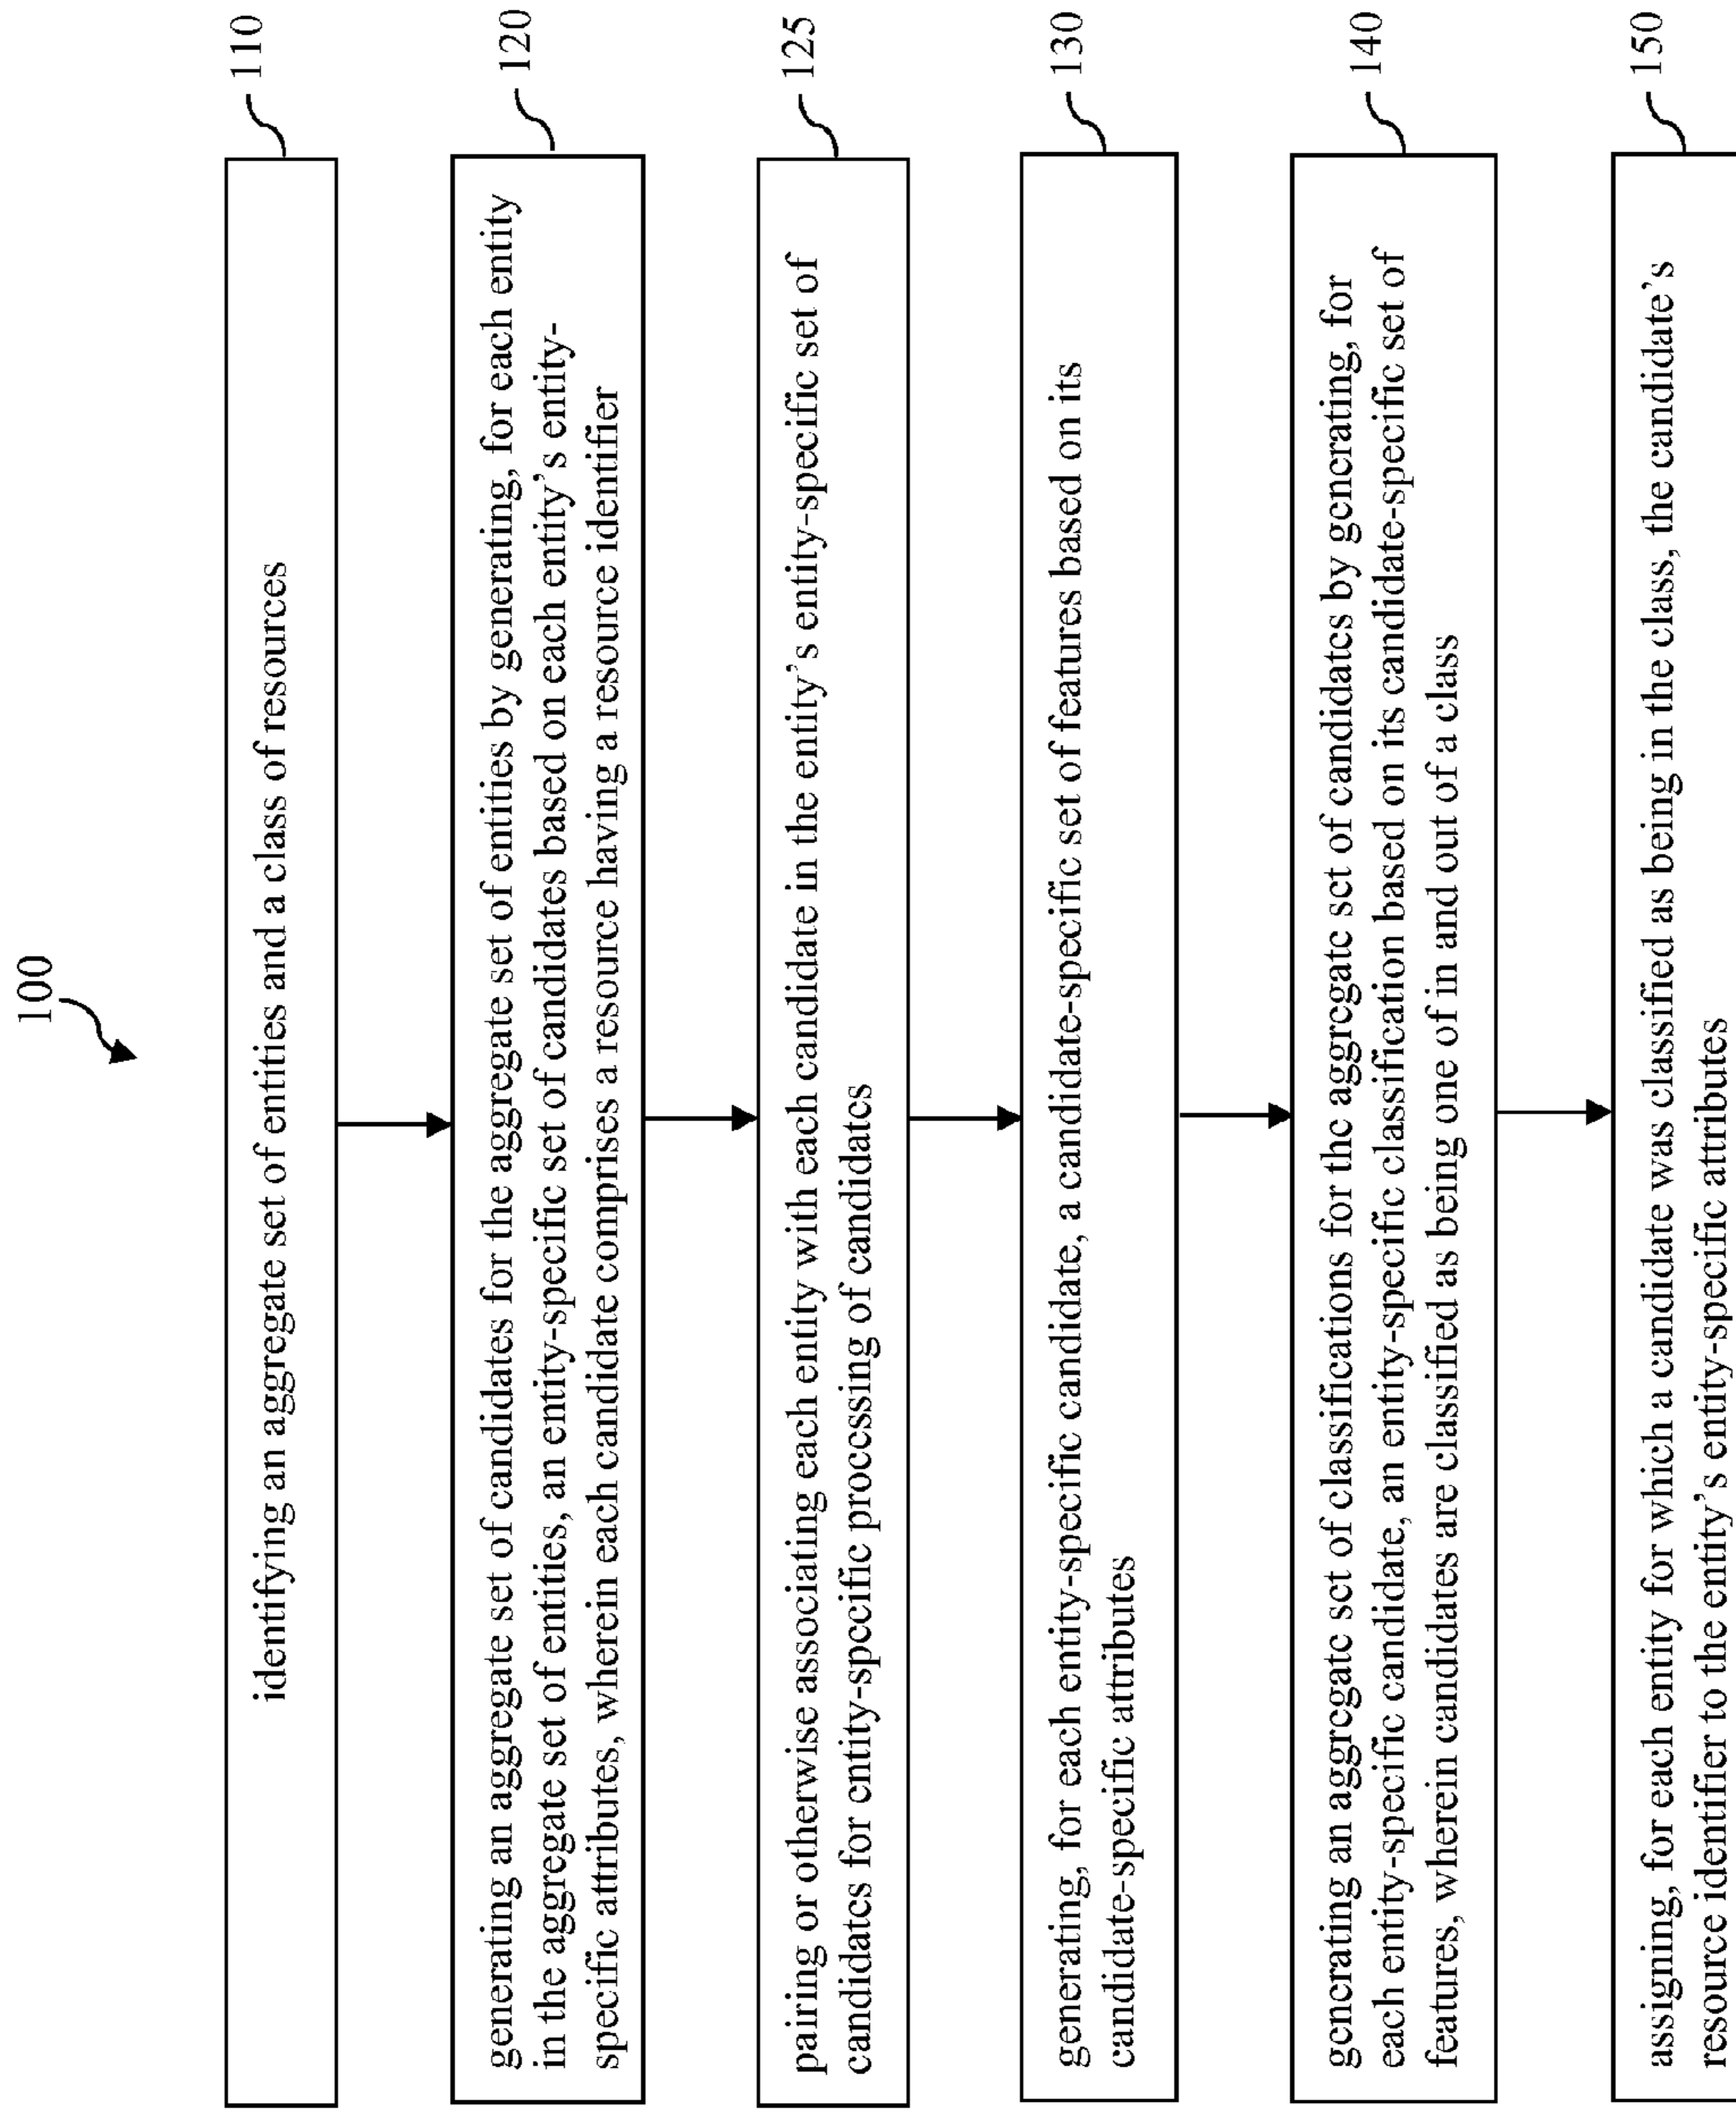 100
identifying an aggregate set of entities and a class of resources
110
generating an aggregate set of candidates for the aggregate set of entities by generating, for each entity
in the aggregate set of entities, an entity-specific set of candidates based on each entity's entity-
specific attributes, wherein each candidate comprises a resource having a resource identifier
120
pairing or otherwise associating each entity with each candidate in the entity's entity-specific set of
candidates for entity-specific processing of candidates
125
generating, for each entity-specific candidate, a candidate-specific set of features based on its
candidate-specific attributes
130
generating an aggregate set of classifications for the aggregate set of candidates by generating, for
each entity-specific candidate, an entity-specific classification based on its candidate-specific set of
features, wherein candidates are classified as being one of in and out of a class
140
assigning, for each entity for which a candidate was classified as being in the class, the candidate's
resource identifier to the entity's entity-specific attributes
150